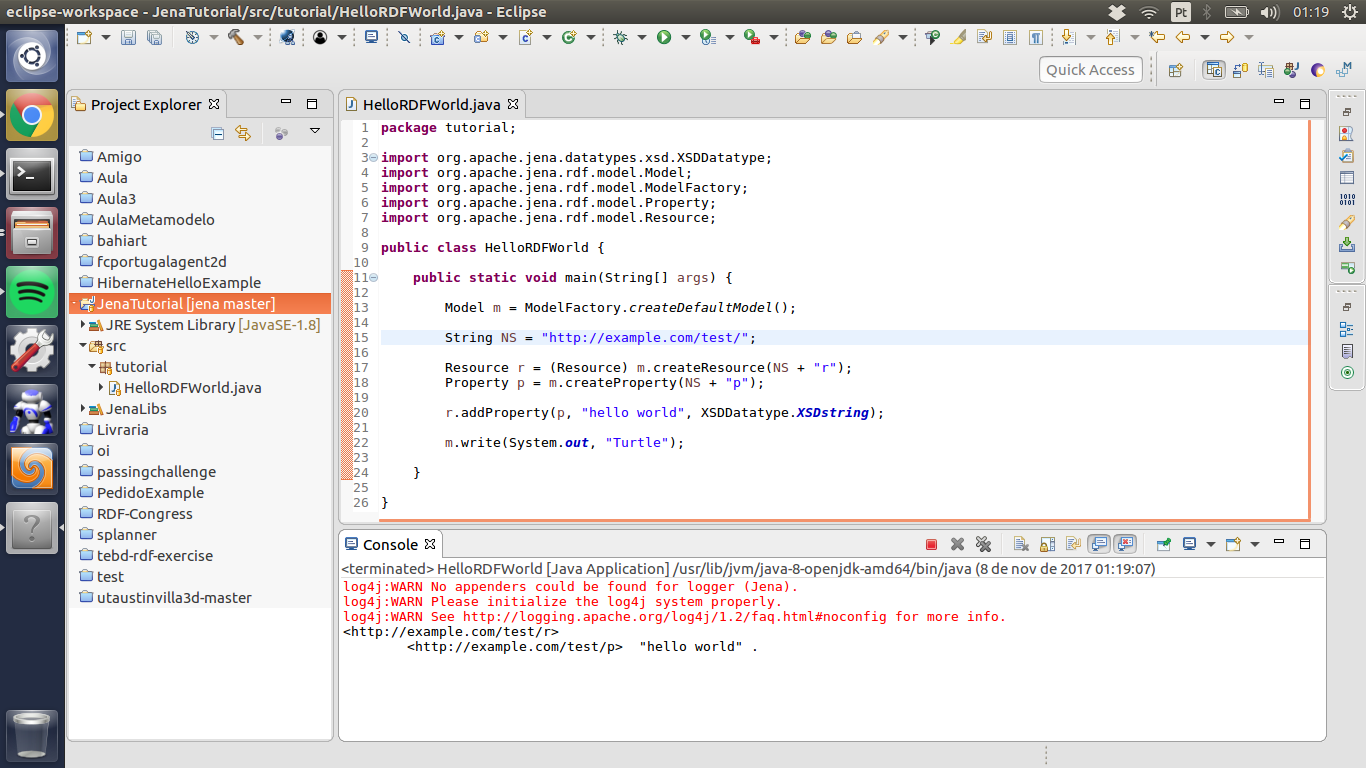 eclipse-workspace - JenaTutorial/src/tutorial/HelloRDFWorld.java - Eclipse
Pt
01:19
Quick Access
Project Explorer
Amigo
Aula
Aula3
AulaMetamodelo
bahiart
fcportugalagent2d
HibernateHelloExample
JenaTutorial [jena master]
JRE System Library [JavaSE-1.8]
src
tutorial
HelloRDFWorld.java
JenaLibs
Livraria
oi
passingchallenge
PedidoExample
RDF-Congress
splanner
tebd-rdf-exercise
test
utaustinvilla3d-master
HelloRDFWorld.java
1 package tutorial;
2
3 import org.apache.jena.datatypes.xsd.XSDDatatype;
4 import org.apache.jena.rdf.model.Model;
5 import org.apache.jena.rdf.model.ModelFactory;
6 import org.apache.jena.rdf.model.Property;
7 import org.apache.jena.rdf.model.Resource;
8
9 public class HelloRDFWorld {
10
11     public static void main(String[] args) {
12
13         Model m = ModelFactory.createDefaultModel();
14
15         String NS = "http://example.com/test/";
16
17         Resource r = (Resource) m.createResource(NS + "r");
18         Property p = m.createProperty(NS + "p");
19
20         r.addProperty(p, "hello world", XSDDatatype.XSDstring);
21
22         m.write(System.out, "Turtle");
23
24     }
25
26 }
Console
<terminated> HelloRDFWorld [Java Application] /usr/lib/jvm/java-8-openjdk-amd64/bin/java (8 de nov de 2017 01:19:07)
log4j:WARN No appenders could be found for logger (Jena).
log4j:WARN Please initialize the log4j system properly.
log4j:WARN See http://logging.apache.org/log4j/1.2/faq.html#noconfig for more info.
<http://example.com/test/r>
        <http://example.com/test/p>  "hello world" .